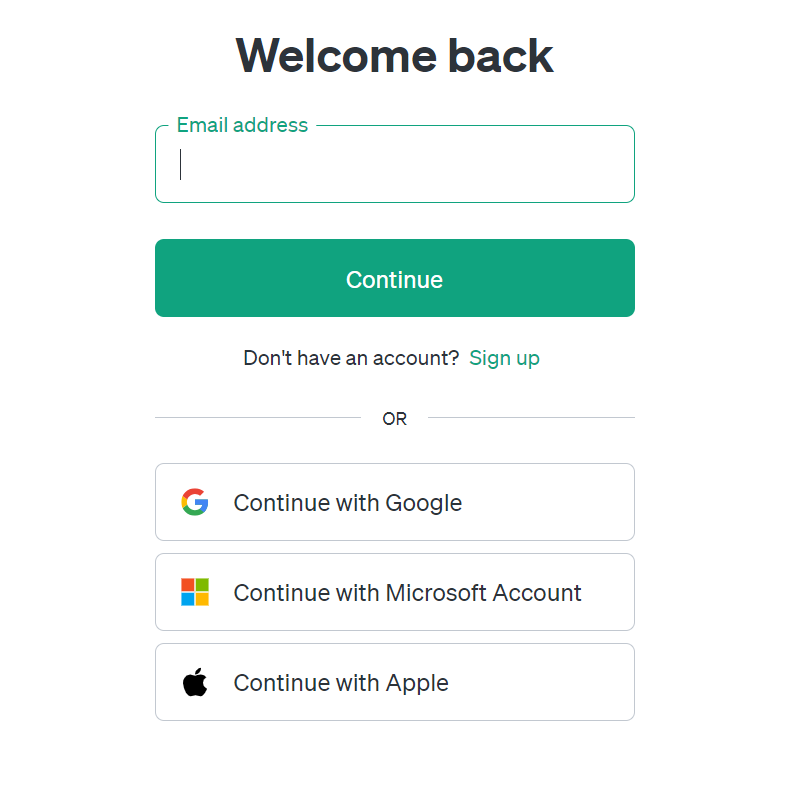 Welcome back
Email address
Continue
Don't have an account? Sign up
OR
Continue with Google
Continue with Microsoft Account
Continue with Apple